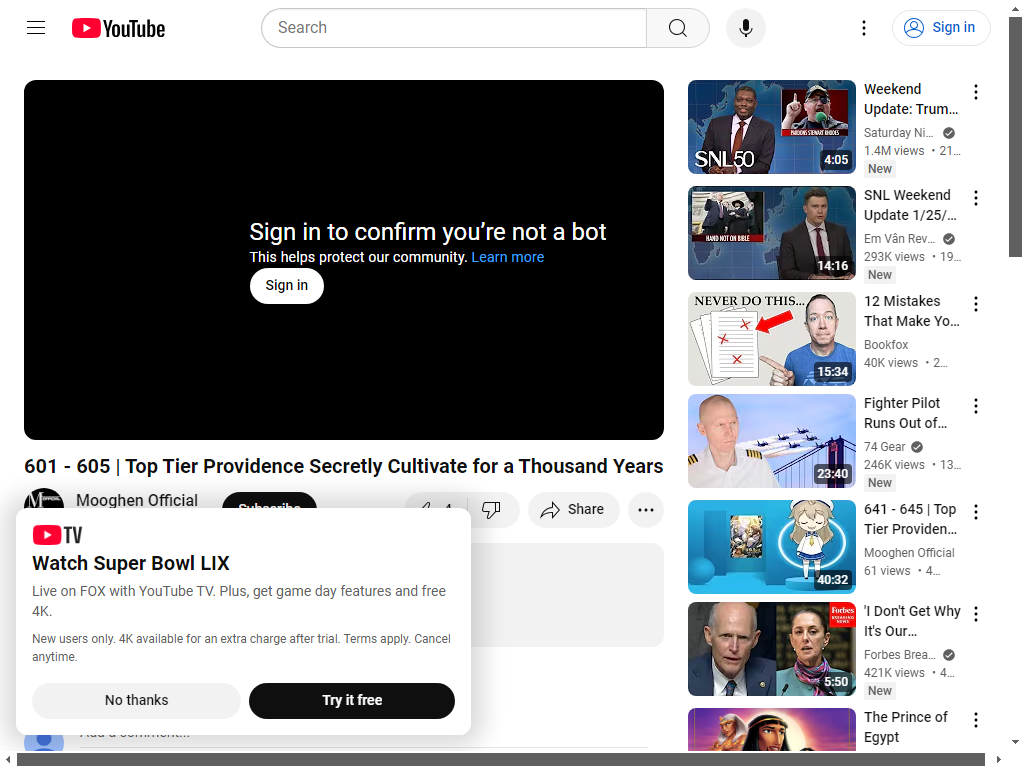 YouTube
Search
Sign in
Sign in to confirm you're not a bot
This helps protect our community. Learn more
Sign in
601 - 605 | Top Tier Providence Secretly Cultivate for a Thousand Years
Mooghen Official
Subscribe
4
Share
TV
Watch Super Bowl LIX
Live on FOX with YouTube TV. Plus, get game day features and free
4K.
New users only. 4K available for an extra charge after trial. Terms apply. Cancel
anytime.
No thanks
Try it free
Add a comment...
SNL50
PARDONS STEWART RHODES
4:05
Weekend
Update: Trum...
Saturday Ni...
1.4M views • 21...
New
HAND NOT ON BIBLE
14:16
SNL Weekend
Update 1/25/...
Em Vân Rev...
293K views • 19...
New
NEVER DO THIS...
15:34
12 Mistakes
That Make Yo...
Bookfox
40K views • 2...
23:40
Fighter Pilot
Runs Out of...
74 Gear
246K views • 13...
New
40:32
641 - 645 | Top
Tier Providen...
Mooghen Official
61 views • 4...
Forbes
BREAKING
NEWS
5:50
'I Don't Get Why
It's Our...
Forbes Brea...
421K views • 4...
New
The Prince of
Egypt